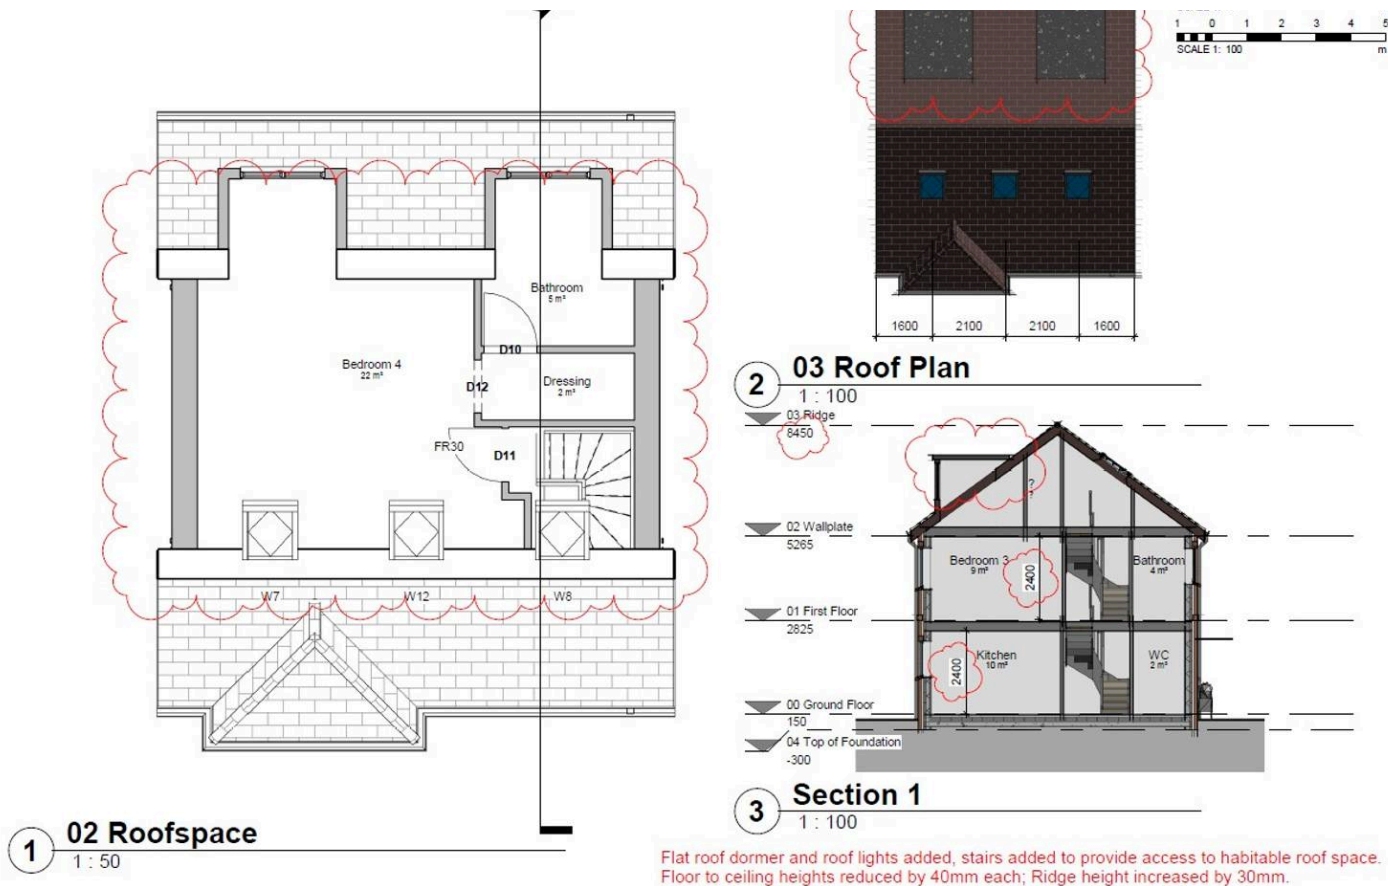 1 0 1 2 3 4 5
SCALE 1: 100 m
Bathroom
5 m²
D10
Bedroom 4
22 m²
D12
Dressing
2 m²
FR30
D11
W7 W12 W8
1 02 Roofspace
1 : 50
1600 2100 2100 1600
2 03 Roof Plan
1 : 100
03 Ridge
8450
?
?
02 Wallplate
5265
Bedroom 3
9 m²
2400
Bathroom
4 m²
01 First Floor
2825
Kitchen
10 m²
2400
WC
2 m²
00 Ground Floor
150
04 Top of Foundation
-300
3 Section 1
1 : 100
Flat roof dormer and roof lights added, stairs added to provide access to habitable roof space.
Floor to ceiling heights reduced by 40mm each; Ridge height increased by 30mm.